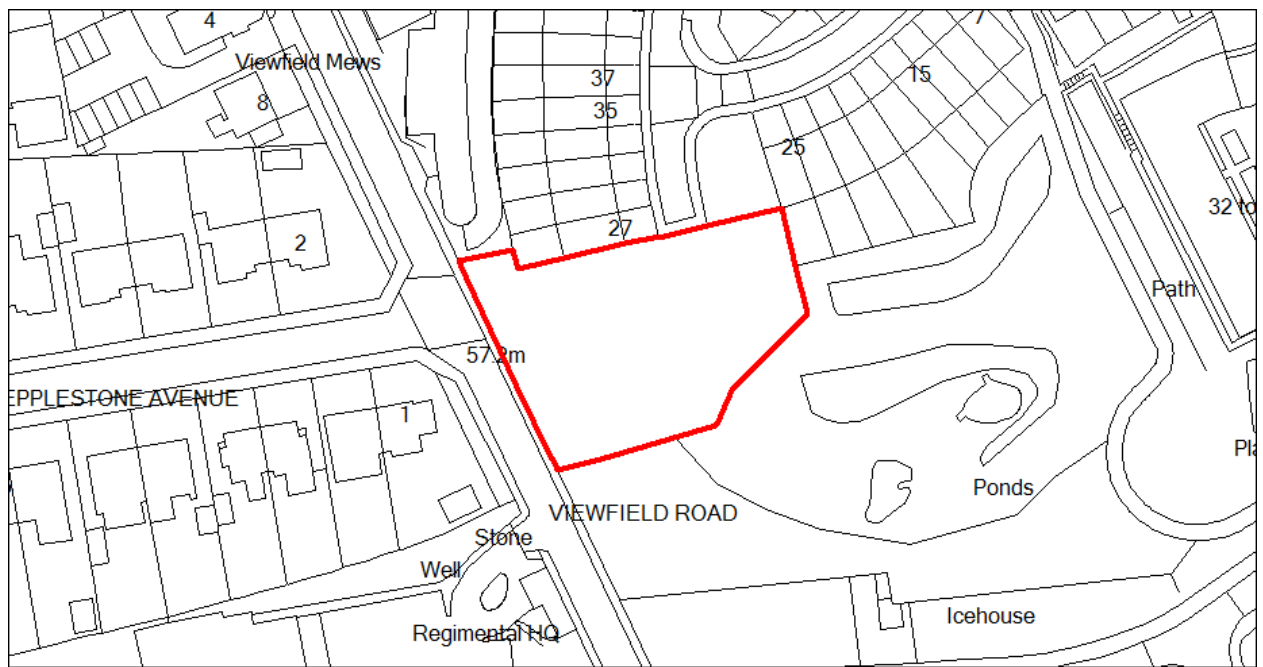 4
7
Viewfield Mews
37
15
8
35
25
32 to
27
2
Path
57.2m
EPPLESTONE AVENUE
1
Pla
Ponds
VIEWFIELD ROAD
Stone
Well
Icehouse
Regimental HQ